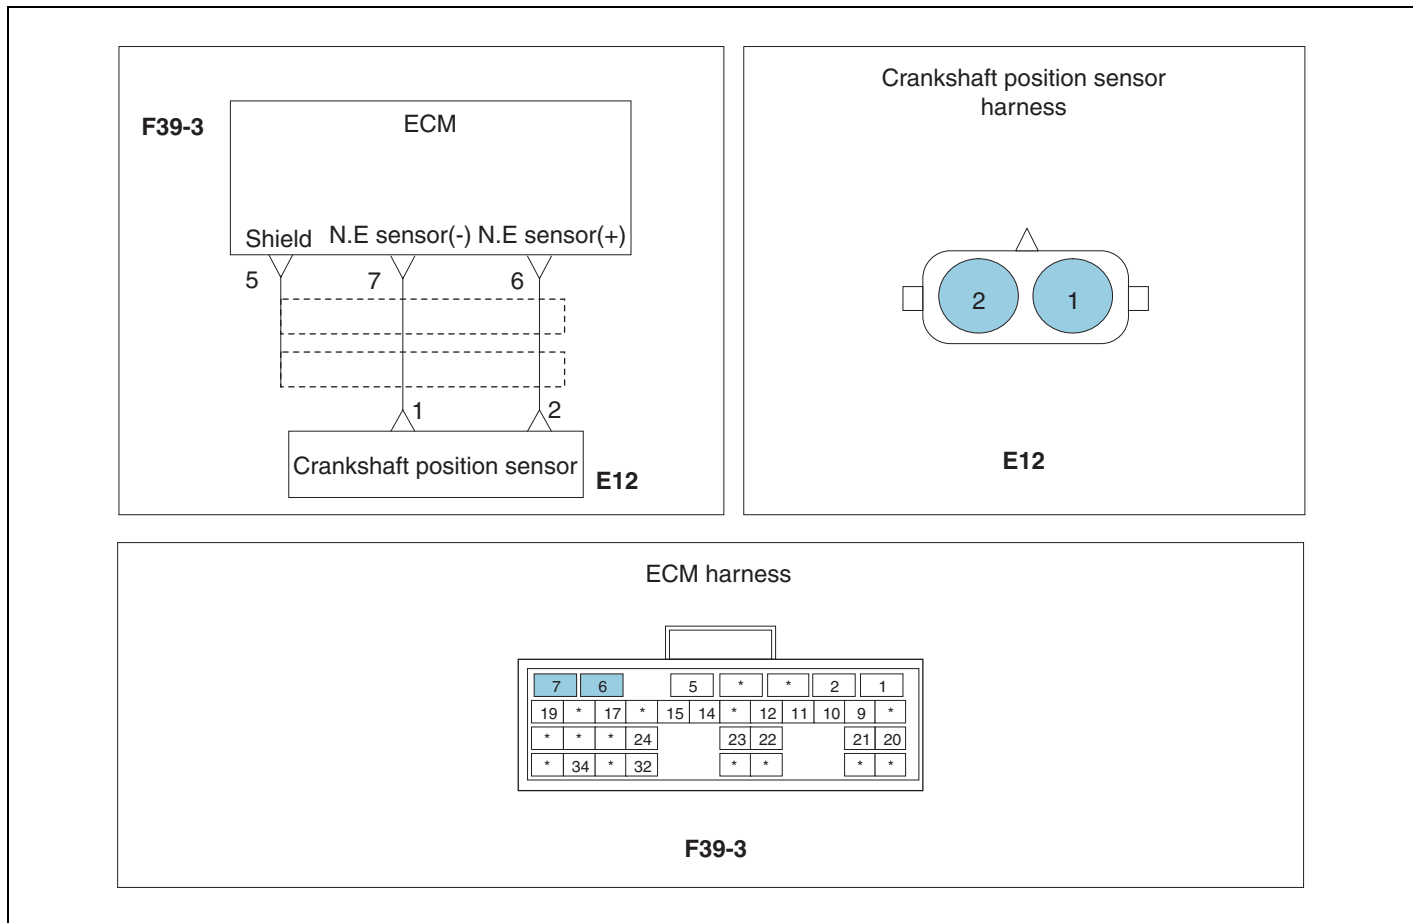 F39-3
ECM
Shield N.E sensor(-) N.E sensor(+)
5 7 6
1 2
Crankshaft position sensor
E12
Crankshaft position sensor
harness
2 1
E12
ECM harness
7 6 5 * * 2 1
19 * 17 * 15 14 * 12 11 10 9 *
* * * 24 23 22 21 20
* 34 * 32 * * * *
F39-3